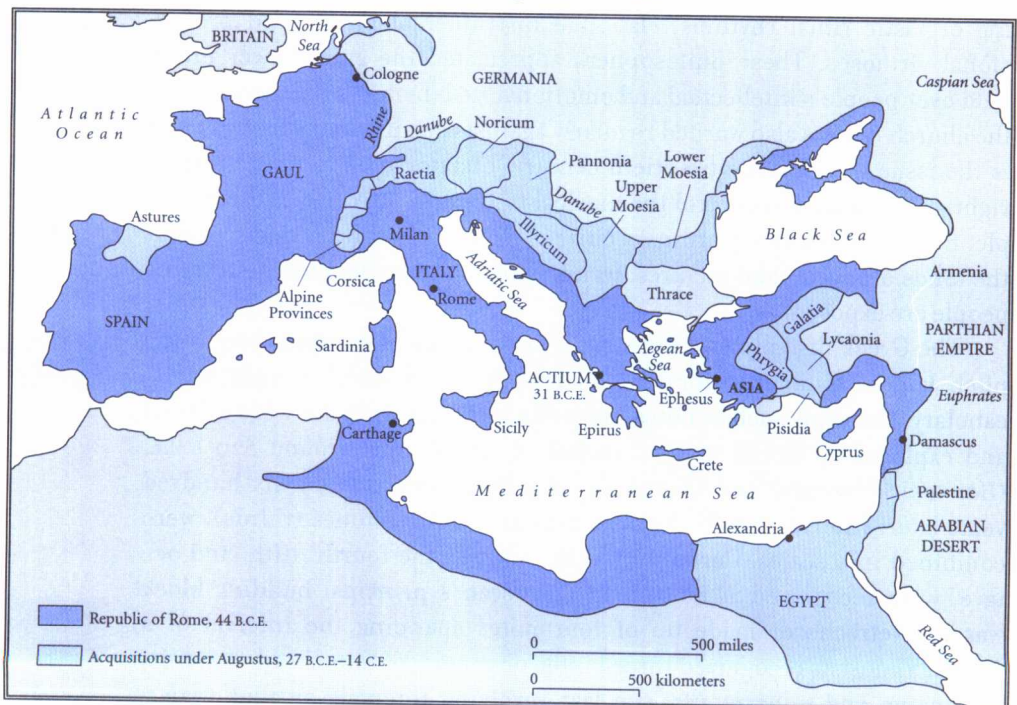 BRITAIN
North
Sea
Cologne
GERMANIA
Caspian Sea
Atlantic
Ocean
Rhine
Danube
Noricum
GAUL
Raetia
Pannonia
Lower
Moesia
Upper
Moesia
Danube
Astures
Milan
Illyricum
Black Sea
Adriatic Sea
Corsica
ITALY
Rome
Alpine
Provinces
Armenia
Thrace
Galatia
SPAIN
Sardinia
Aegean
Sea
Phrygia
Lycaonia
PARTHIAN
EMPIRE
ACTIUM
31 B.C.E.
Ephesus
ASIA
Euphrates
Carthage
Sicily
Epirus
Pisidia
Cyprus
Damascus
Crete
Mediterranean Sea
Palestine
Alexandria
ARABIAN
DESERT
EGYPT
Red Sea
Republic of Rome, 44 B.C.E.
Acquisitions under Augustus, 27 B.C.E.–14 C.E.
0 500 miles
0 500 kilometers